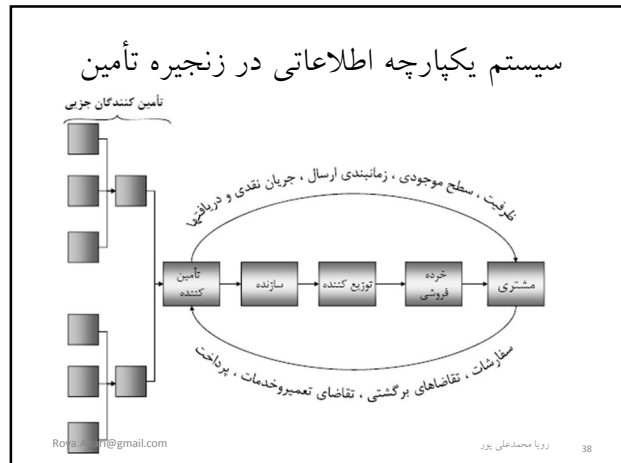 سیستم یکپارچه اطلاعاتی در زنجیره تأمین
تأمین کنندگان جزیی
ظرفیت ، سطح موجودی ، زمانبندی ارسال ، جریان نقدی و دریافتها
تأمین
کننده
سازنده
توزیع کننده
خرده
فروشی
مشتری
سفارشات ، تقاضاهای برگشتی ، تقاضای تعمیروخدمات ، پرداخت
رویا محمدعلی پور
38